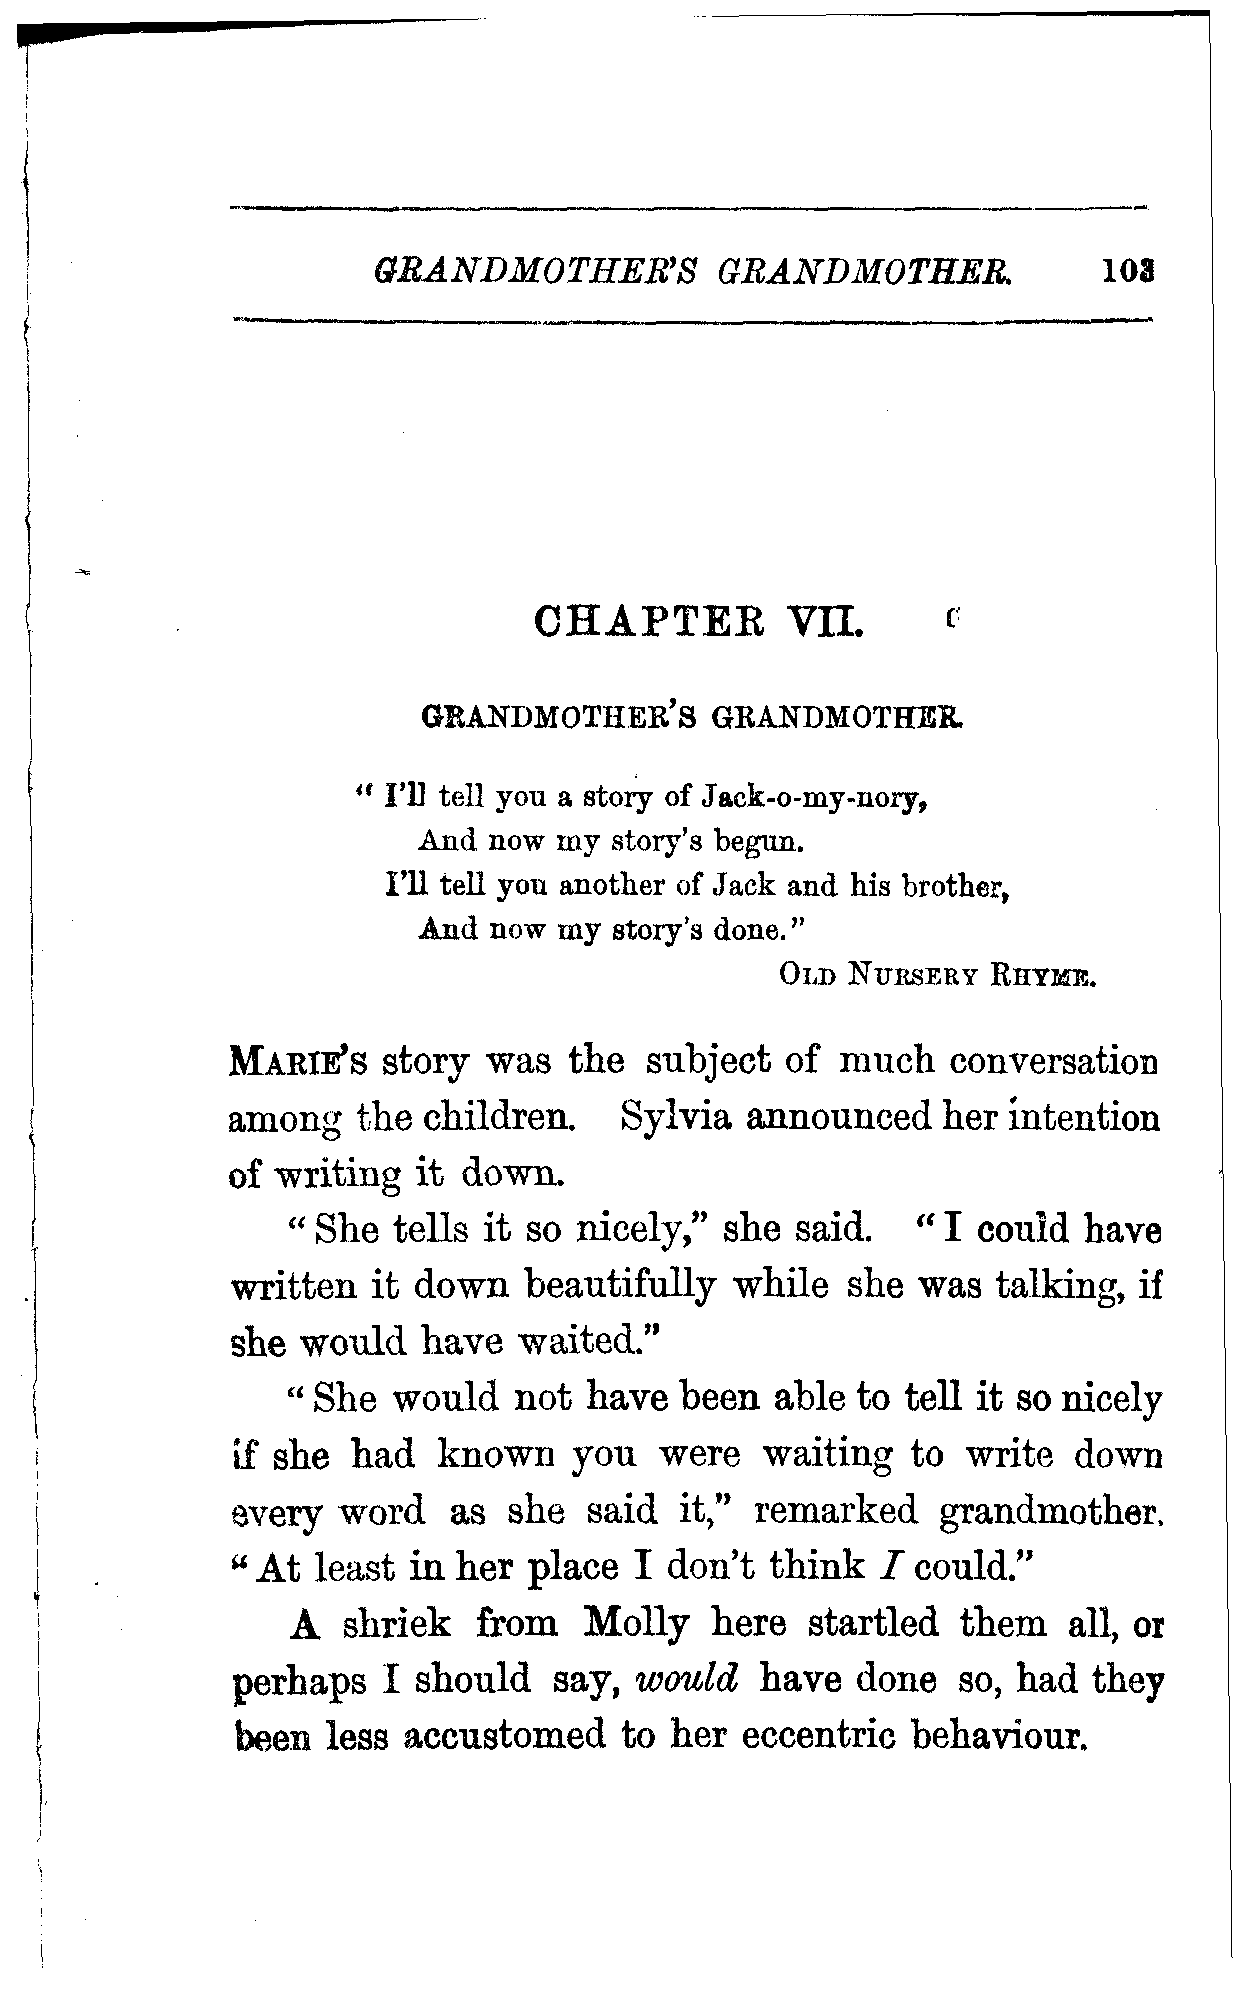 GRANDMOTHER'S GRANDMOTHER. 103
CHAPTER VII.
GRANDMOTHER'S GRANDMOTHER.
"I'll tell you a story of Jack-o-my-nory,
And now my story's begun.
I'll tell you another of Jack and his brother,
And now my story's done."
OLD NURSERY RHYME.
MARIE'S story was the subject of much conversation
among the children. Sylvia announced her intention
of writing it down.
"She tells it so nicely," she said. "I could have
written it down beautifully while she was talking, if
she would have waited."
"She would not have been able to tell it so nicely
if she had known you were waiting to write down
every word as she said it," remarked grandmother.
"At least in her place I don't think I could."
A shriek from Molly here startled them all, or
perhaps I should say, would have done so, had they
been less accustomed to her eccentric behaviour.